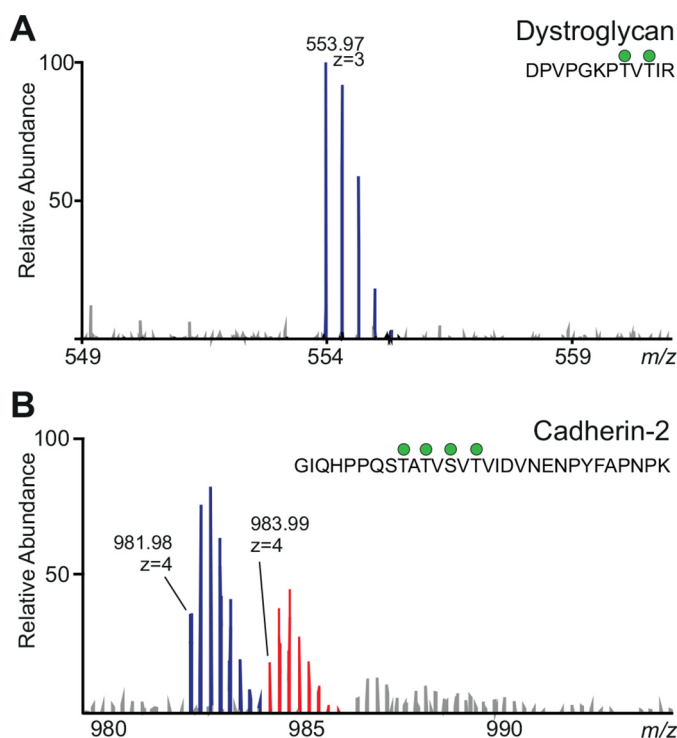 A
Dystroglycan
DPVPGKPTVTIR
553.97
z=3
100
50
Relative Abundance
549
554
559
m/z
B
Cadherin-2
GIQHPPQSTATVSVTVIDVNENPYFAPNPK
100
50
Relative Abundance
981.98
z=4
983.99
z=4
980
985
990
m/z